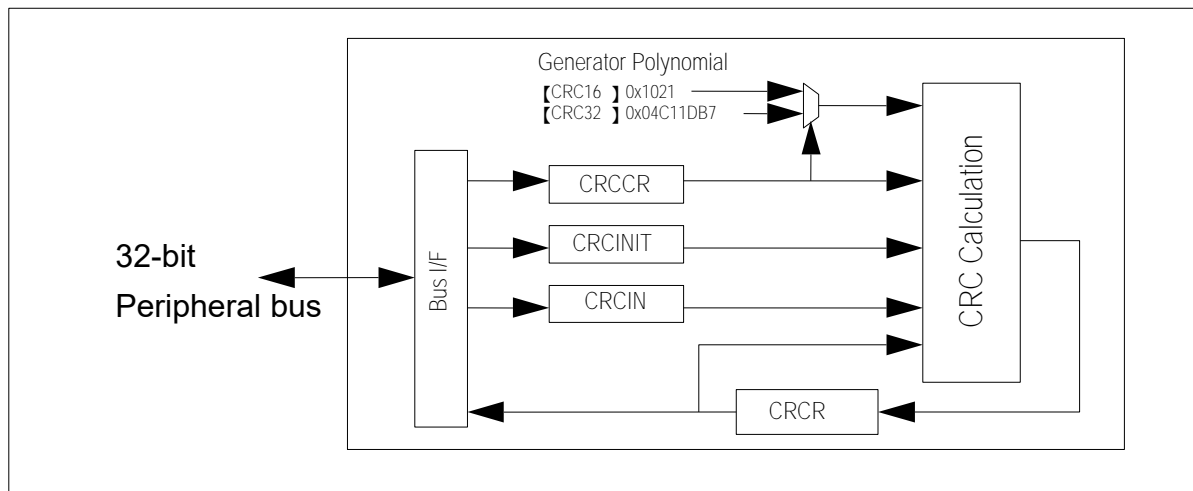 Generator Polynomial
【CRC16 】0x1021
【CRC32 】0x04C11DB7
CRCCR
CRCINIT
CRCIN
CRCR
Bus I/F
CRC Calculation
32-bit
Peripheral bus